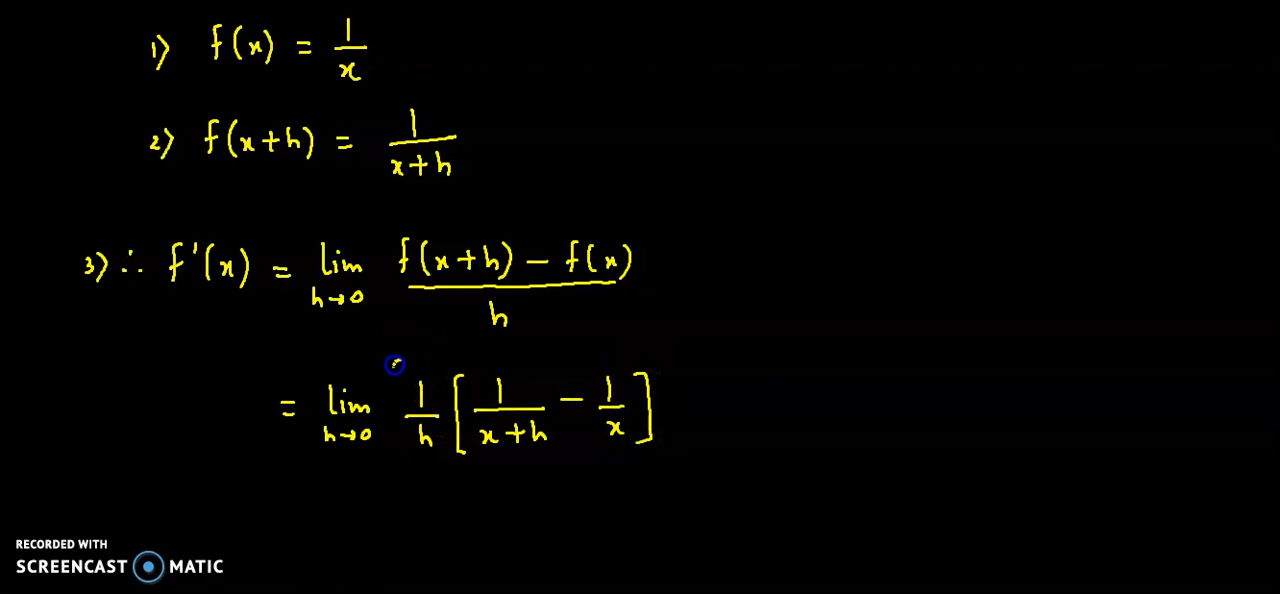 1) f(x) = 1/x
2) f(x+h) = 1/(x+h)
3) ∴ f'(x) = lim h→0 (f(x+h) − f(x))/h
= lim h→0 1/h [1/(x+h) − 1/x]
RECORDED WITH
SCREENCAST MATIC